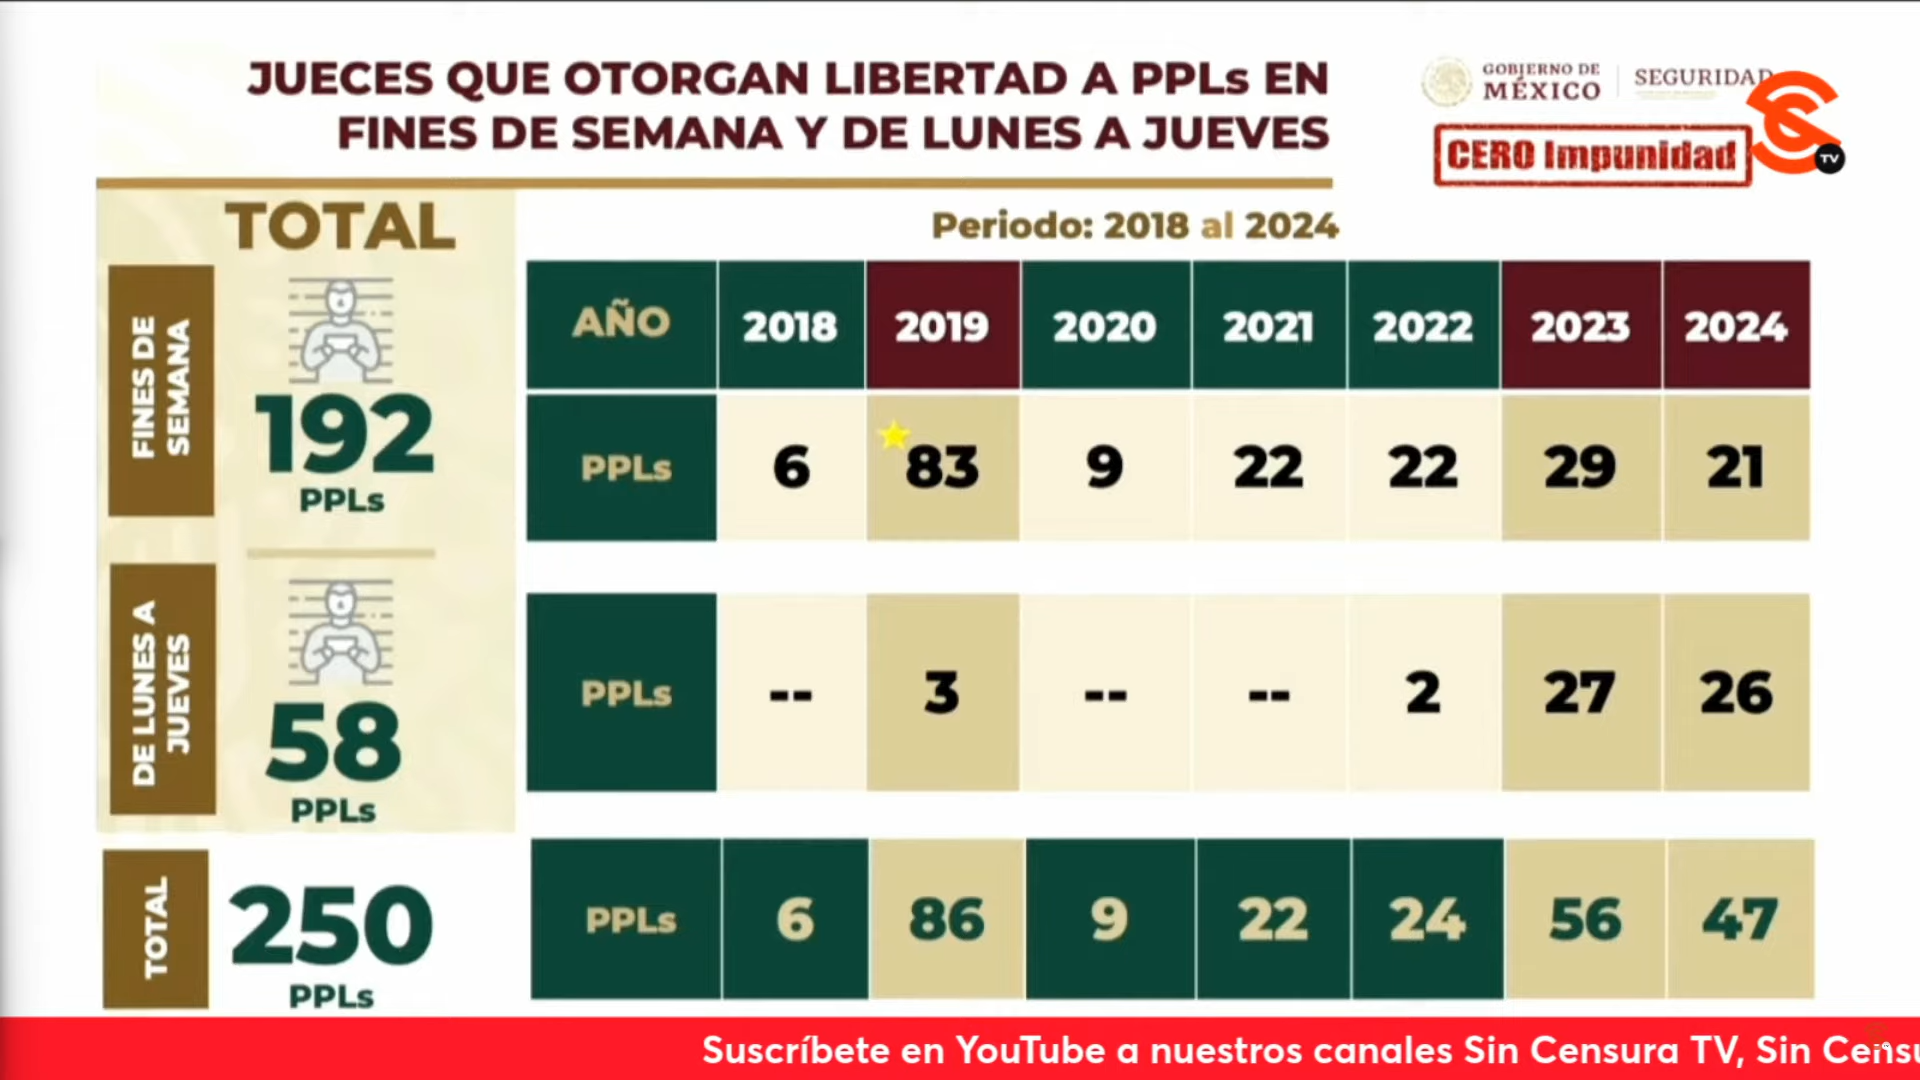 JUECES QUE OTORGAN LIBERTAD A PPLs EN
FINES DE SEMANA Y DE LUNES A JUEVES
GOBIERNO DE
MÉXICO
SEGURIDAD
CERO Impunidad
TV
TOTAL
Periodo: 2018 al 2024
FINES DE
SEMANA
192
PPLs
AÑO 2018 2019 2020 2021 2022 2023 2024
PPLs 6 83 9 22 22 29 21
DE LUNES A
JUEVES
58
PPLs
PPLs -- 3 -- -- 2 27 26
TOTAL
250
PPLs
PPLs 6 86 9 22 24 56 47
Suscríbete en YouTube a nuestros canales Sin Censura TV, Sin Censu